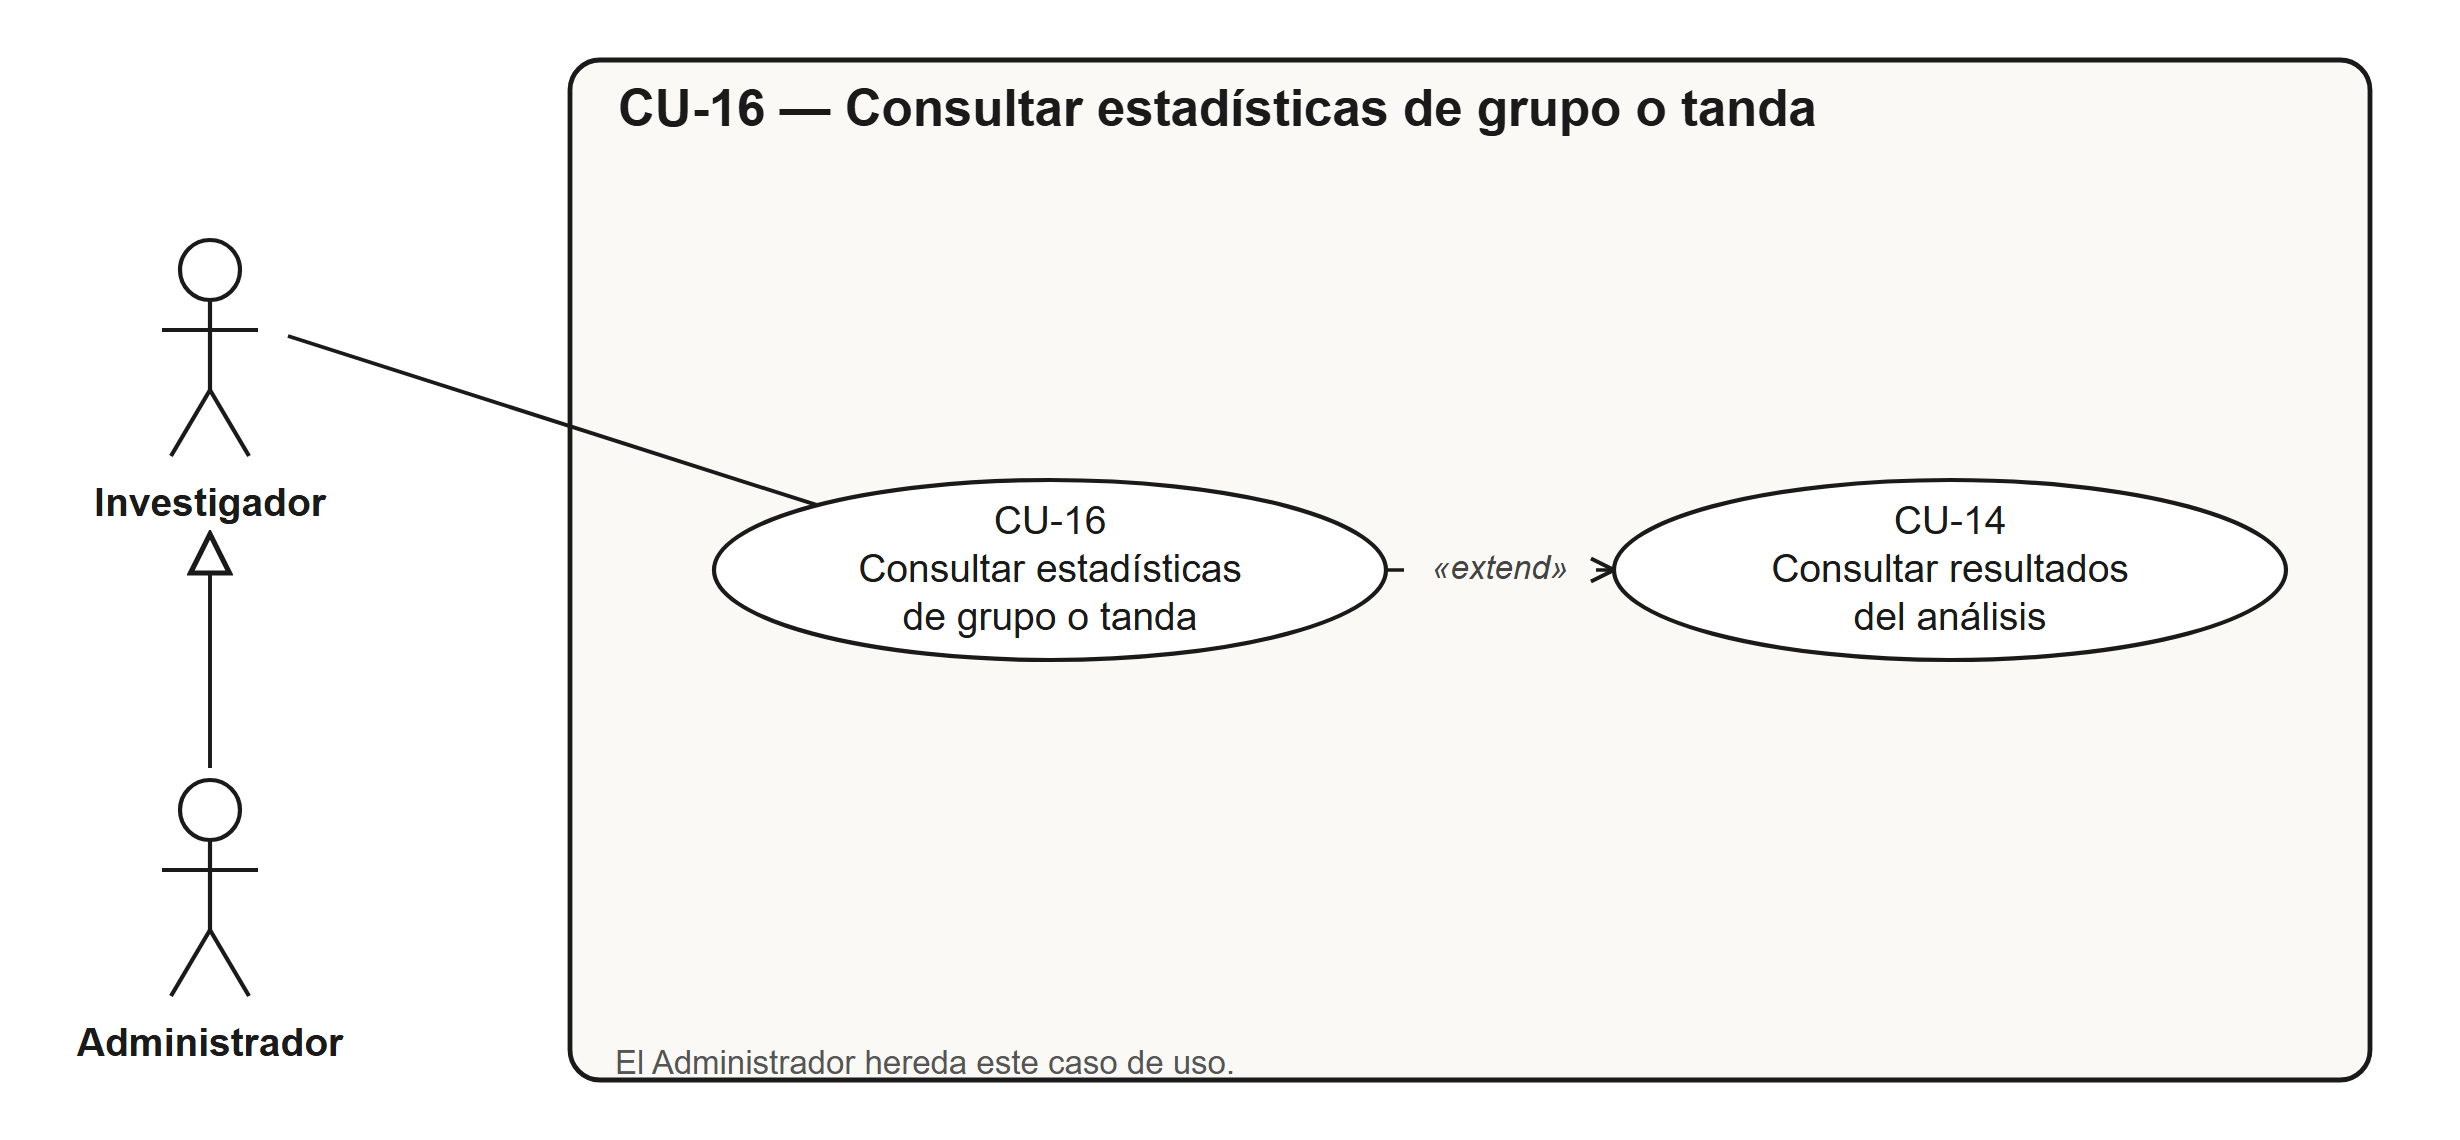 CU-16 — Consultar estadísticas de grupo o tanda
Investigador
CU-16
Consultar estadísticas
de grupo o tanda
«extend»
CU-14
Consultar resultados
del análisis
Administrador
El Administrador hereda este caso de uso.